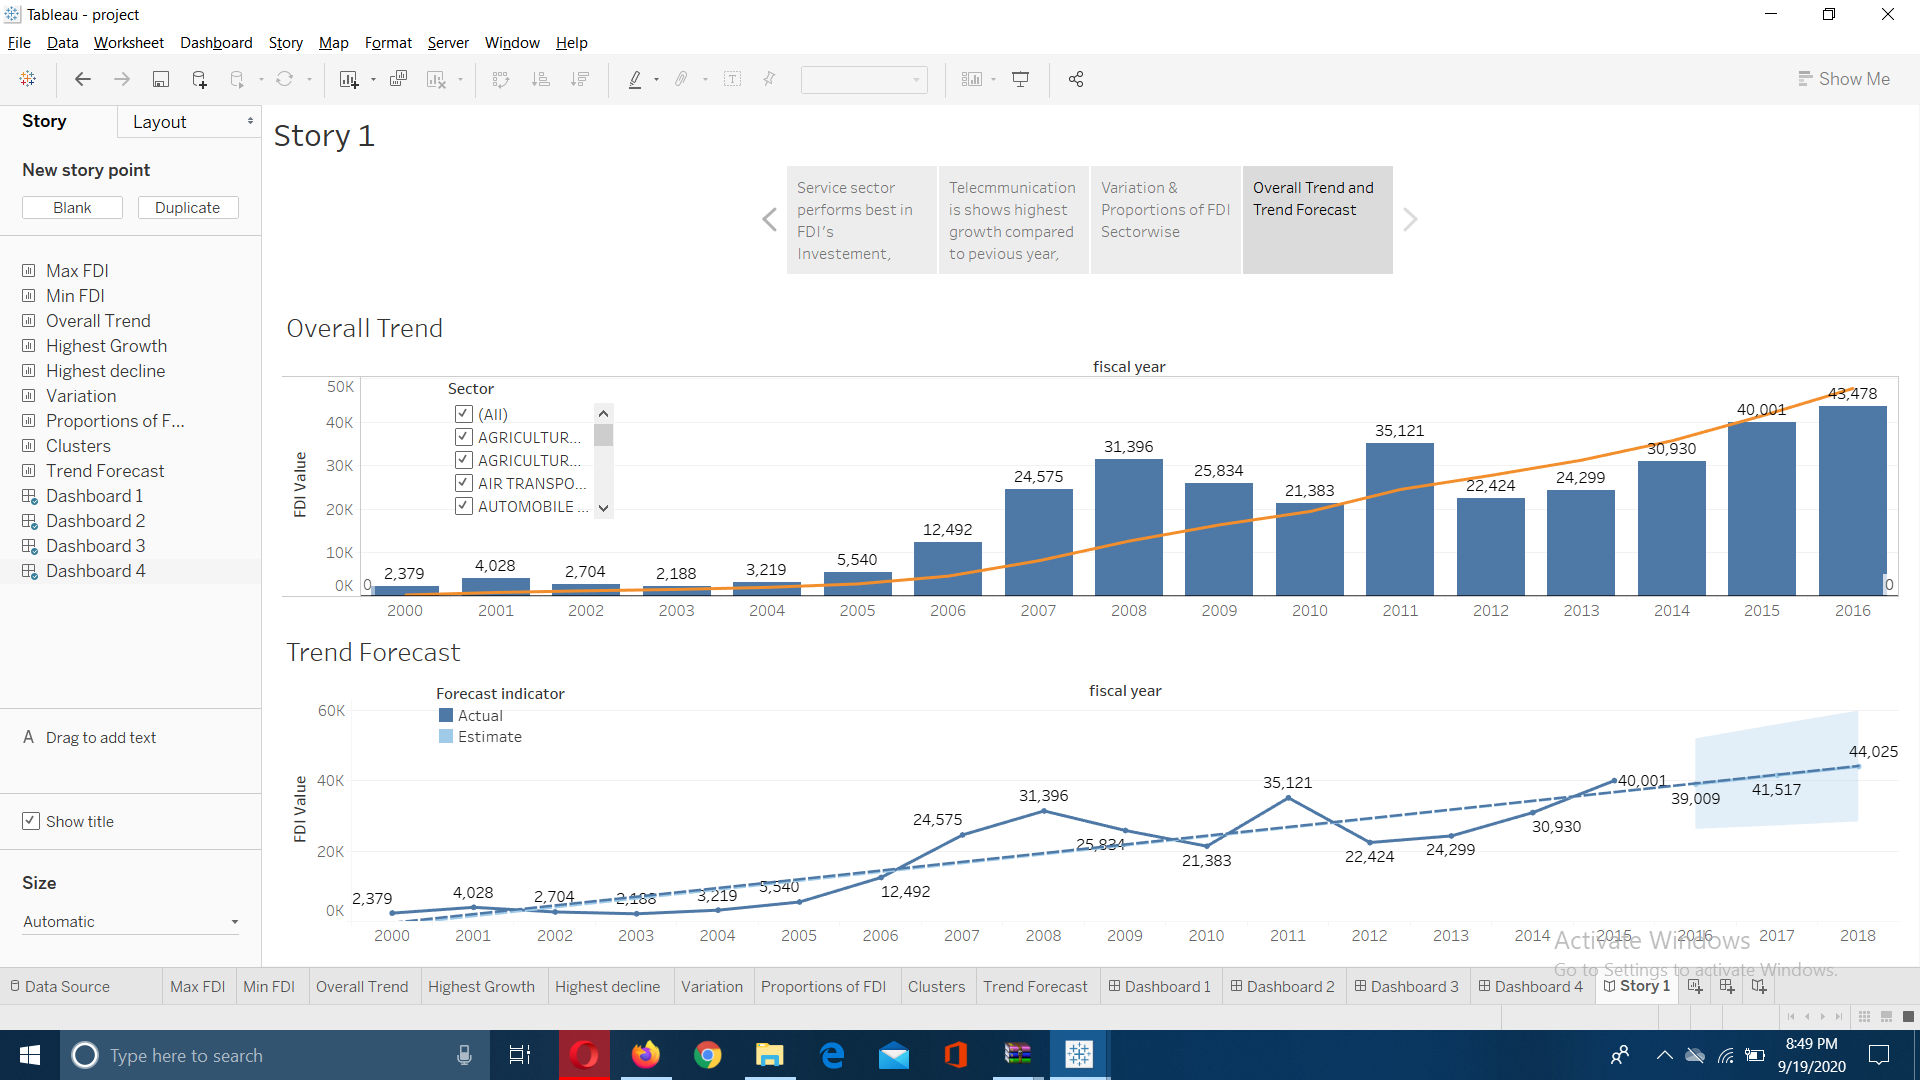 Tableau - project
File Data Worksheet Dashboard Story Map Format Server Window Help
Show Me
Story
Layout
New story point
Blank
Duplicate
Max FDI
Min FDI
Overall Trend
Highest Growth
Highest decline
Variation
Proportions of F...
Clusters
Trend Forecast
Dashboard 1
Dashboard 2
Dashboard 3
Dashboard 4
A Drag to add text
Show title
Size
Automatic
Story 1
Service sector
performs best in
FDI's
Investement,
Telecmmunication
is shows highest
growth compared
to pevious year,
Variation &
Proportions of FDI
Sectorwise
Overall Trend and
Trend Forecast
Overall Trend
fiscal year
Sector
(All)
AGRICULTUR...
AGRICULTUR...
AIR TRANSPO...
AUTOMOBILE ...
FDI Value
50K
40K
30K
20K
10K
0K
0 2,379 4,028 2,704 2,188 3,219 5,540 12,492 24,575 31,396 25,834 21,383 35,121 22,424 24,299 30,930 40,001 43,478 0
2000 2001 2002 2003 2004 2005 2006 2007 2008 2009 2010 2011 2012 2013 2014 2015 2016
Trend Forecast
fiscal year
Forecast indicator
Actual
Estimate
FDI Value
60K
40K
20K
0K
2,379 4,028 2,704 2,188 3,219 5,540 12,492 24,575 31,396 25,834 21,383 35,121 22,424 24,299 30,930 40,001 39,009 41,517 44,025
2000 2001 2002 2003 2004 2005 2006 2007 2008 2009 2010 2011 2012 2013 2014 2015 2016 2017 2018
Activate Windows
Go to Settings to activate Windows.
Data Source Max FDI Min FDI Overall Trend Highest Growth Highest decline Variation Proportions of FDI Clusters Trend Forecast Dashboard 1 Dashboard 2 Dashboard 3 Dashboard 4 Story 1
Type here to search
8:49 PM
9/19/2020